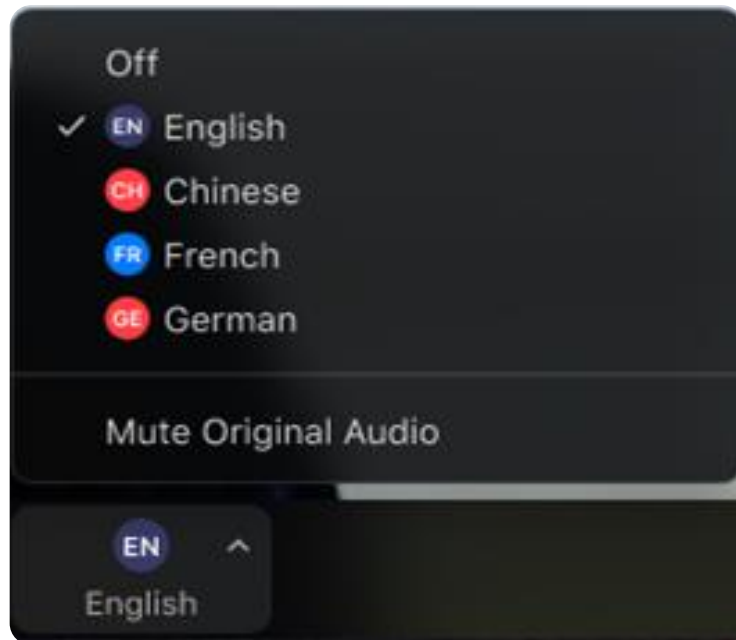 Off
EN English
CH Chinese
FR French
GE German
Mute Original Audio
EN
English